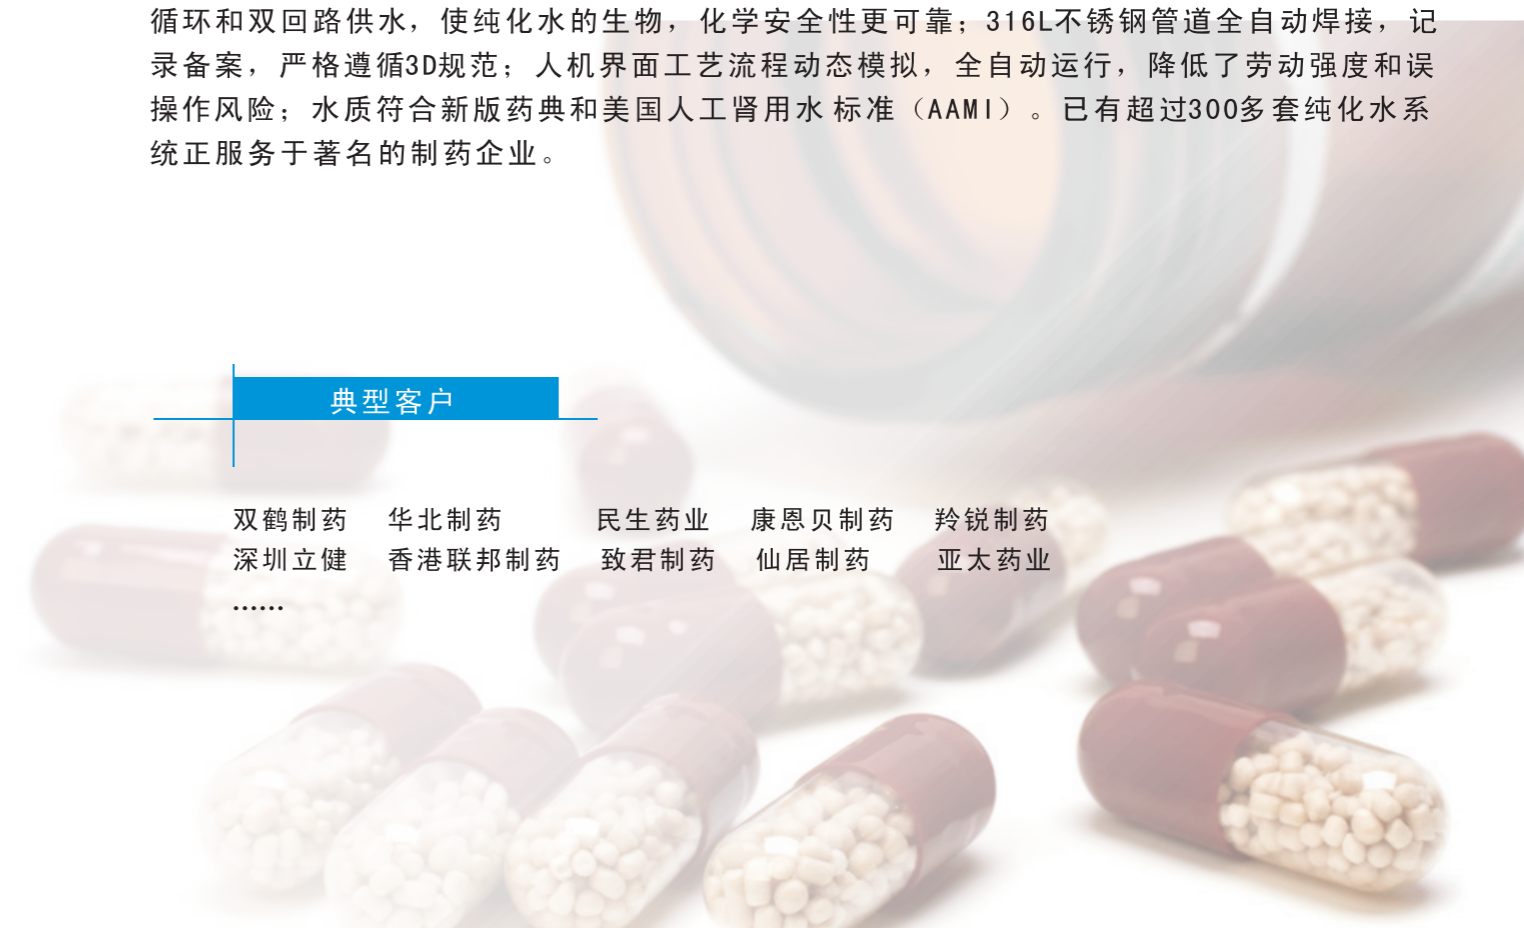 循环和双回路供水，使纯化水的生物，化学安全性更可靠；316L不锈钢管道全自动焊接，记
录备案，严格遵循3D规范；人机界面工艺流程动态模拟，全自动运行，降低了劳动强度和误
操作风险；水质符合新版药典和美国人工肾用水标准（AAMI）。已有超过300多套纯化水系
统正服务于著名的制药企业。
典型客户
双鹤制药 华北制药 民生药业 康恩贝制药 羚锐制药
深圳立健 香港联邦制药 致君制药 仙居制药 亚太药业
......